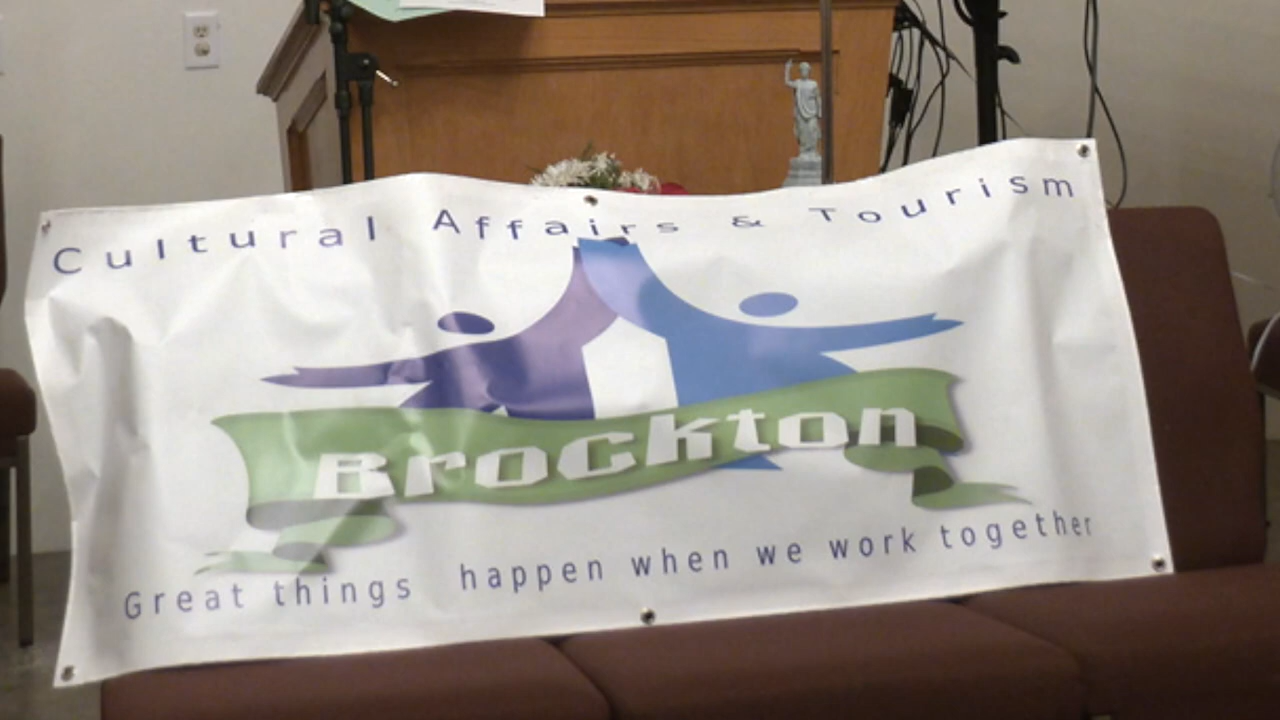 Cultural Affairs & Tourism
Brockton
Great things happen when we work together